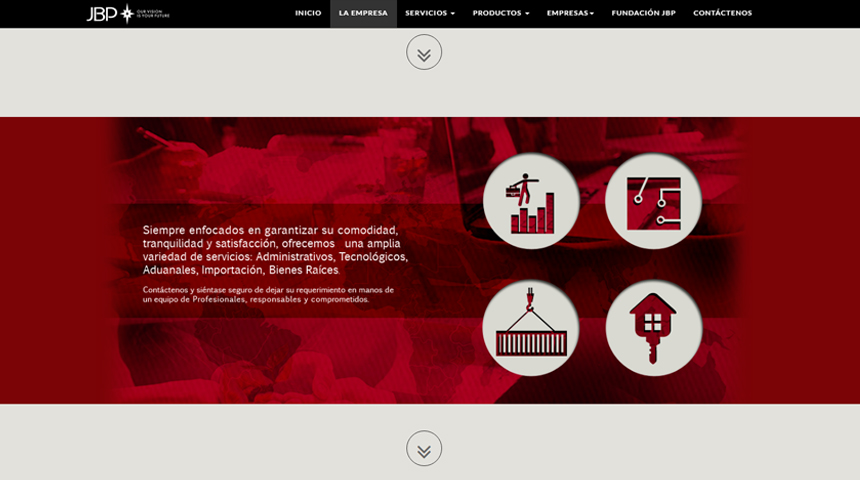 JBP OUR VISION
IS YOUR FUTURE
INICIO LA EMPRESA SERVICIOS PRODUCTOS EMPRESAS FUNDACIÓN JBP CONTÁCTENOS
Siempre enfocados en garantizar su comodidad,
tranquilidad y satisfacción, ofrecemos una amplia
variedad de servicios: Administrativos, Tecnológicos,
Aduanales, Importación, Bienes Raíces.
Contáctenos y siéntase seguro de dejar su requerimiento en manos de
un equipo de Profesionales, responsables y comprometidos.